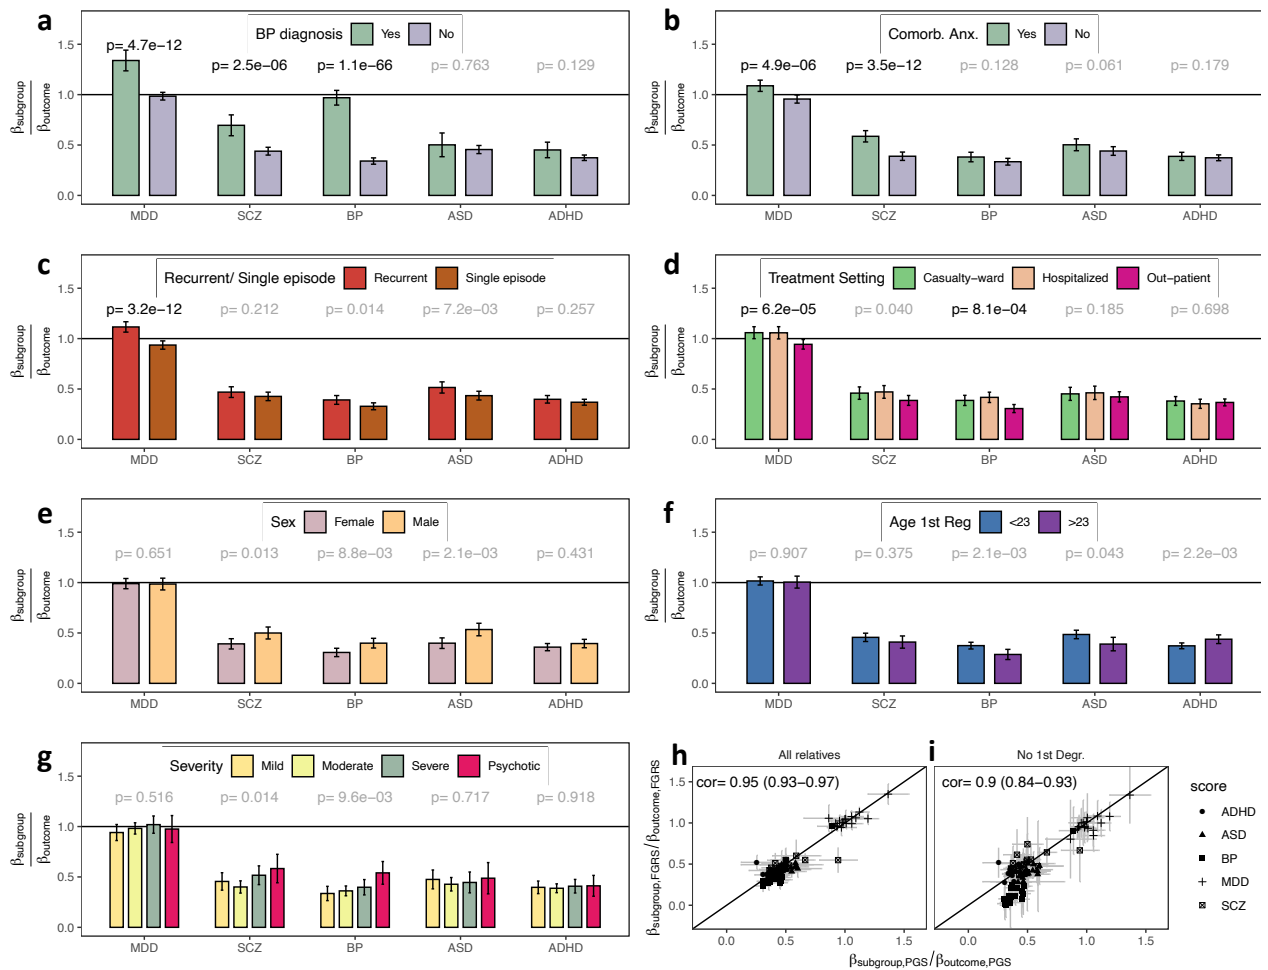 a
BP diagnosis Yes No
p= 4.7e−12
p= 2.5e−06 p= 1.1e−66 p= 0.763 p= 0.129
1.5
1.0
0.5
0.0
βsubgroup
βoutcome
MDD SCZ BP ASD ADHD
b
Comorb. Anx. Yes No
p= 4.9e−06 p= 3.5e−12 p= 0.128 p= 0.061 p= 0.179
1.5
1.0
0.5
0.0
βsubgroup
βoutcome
MDD SCZ BP ASD ADHD
c
Recurrent/ Single episode Recurrent Single episode
p= 3.2e−12 p= 0.212 p= 0.014 p= 7.2e−03 p= 0.257
1.5
1.0
0.5
0.0
βsubgroup
βoutcome
MDD SCZ BP ASD ADHD
d
Treatment Setting Casualty−ward Hospitalized Out−patient
p= 6.2e−05 p= 0.040 p= 8.1e−04 p= 0.185 p= 0.698
1.5
1.0
0.5
0.0
βsubgroup
βoutcome
MDD SCZ BP ASD ADHD
e
Sex Female Male
p= 0.651 p= 0.013 p= 8.8e−03 p= 2.1e−03 p= 0.431
1.5
1.0
0.5
0.0
βsubgroup
βoutcome
MDD SCZ BP ASD ADHD
f
Age 1st Reg <23 >23
p= 0.907 p= 0.375 p= 2.1e−03 p= 0.043 p= 2.2e−03
1.5
1.0
0.5
0.0
βsubgroup
βoutcome
MDD SCZ BP ASD ADHD
g
Severity Mild Moderate Severe Psychotic
p= 0.516 p= 0.014 p= 9.6e−03 p= 0.717 p= 0.918
1.5
1.0
0.5
0.0
βsubgroup
βoutcome
MDD SCZ BP ASD ADHD
h
All relatives
cor= 0.95 (0.93−0.97)
1.5
1.0
0.5
0.0
βsubgroup,FGRS/βoutcome,FGRS
0.0 0.5 1.0 1.5
i
No 1st Degr.
cor= 0.9 (0.84−0.93)
0.0 0.5 1.0 1.5
βsubgroup,PGS/βoutcome,PGS
score
ADHD
ASD
BP
MDD
SCZ